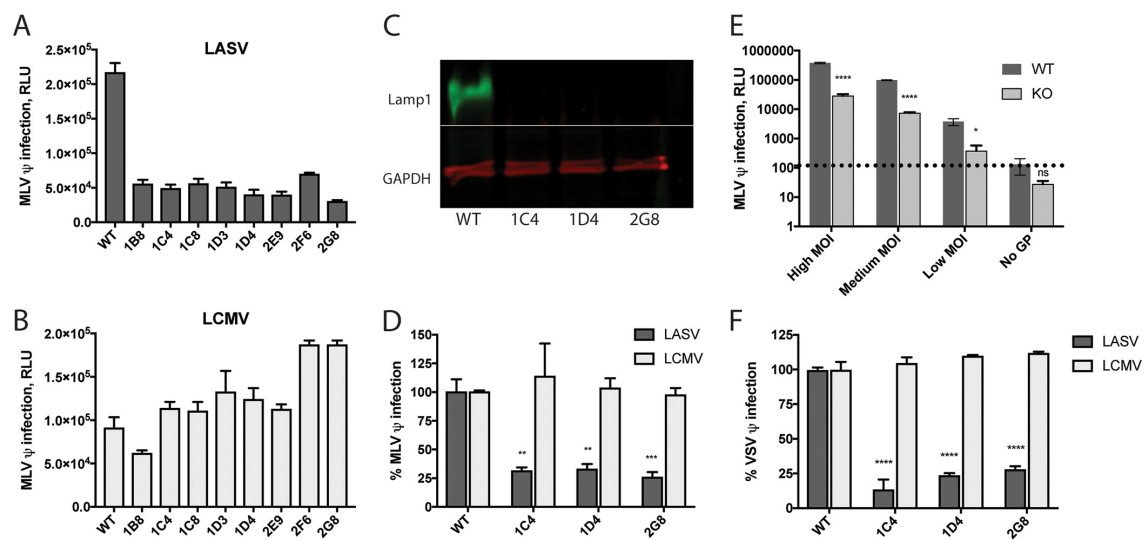 A
LASV
MLV ψ infection, RLU
2.5×10⁵
2.0×10⁵
1.5×10⁵
1.0×10⁵
5.0×10⁴
0.0
WT 1B8 1C4 1C8 1D3 1D4 2E9 2F6 2G8
B
LCMV
MLV ψ infection, RLU
2.0×10⁵
1.5×10⁵
1.0×10⁵
5.0×10⁴
0.0
WT 1B8 1C4 1C8 1D3 1D4 2E9 2F6 2G8
C
Lamp1
GAPDH
WT 1C4 1D4 2G8
D
LASV
LCMV
% MLV ψ infection
150
125
100
75
50
25
0
** ** ***
WT 1C4 1D4 2G8
E
WT
KO
MLV ψ infection, RLU
1000000
100000
10000
1000
100
10
1
**** **** * ns
High MOI Medium MOI Low MOI No GP
F
LASV
LCMV
% VSV ψ infection
125
100
75
50
25
0
**** **** ****
WT 1C4 1D4 2G8